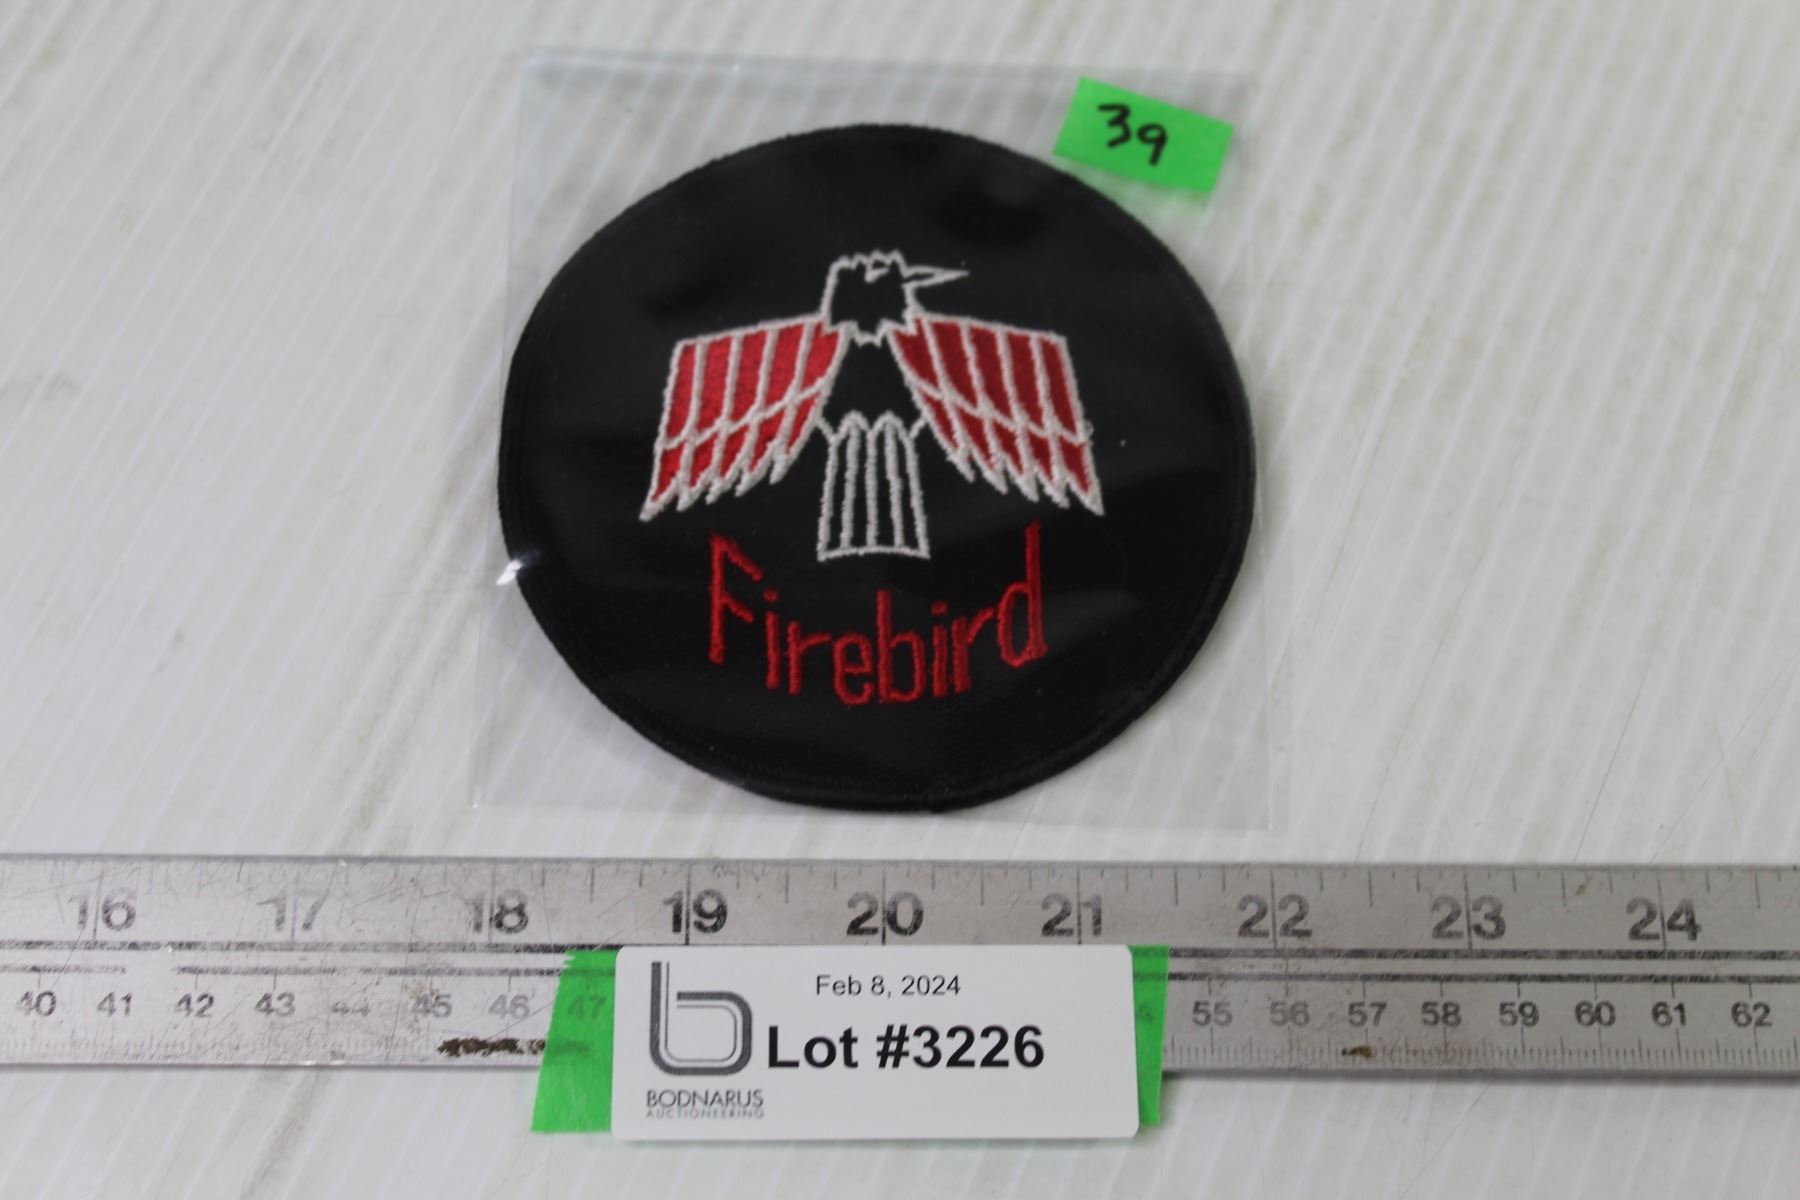 39
Firebird
16 17 18 19 20 21 22 23 24
40 41 42 43 44 45 46 47 55 56 57 58 59 60 61 62
Feb 8, 2024
Lot #3226
BODNARUS
AUCTIONEERING